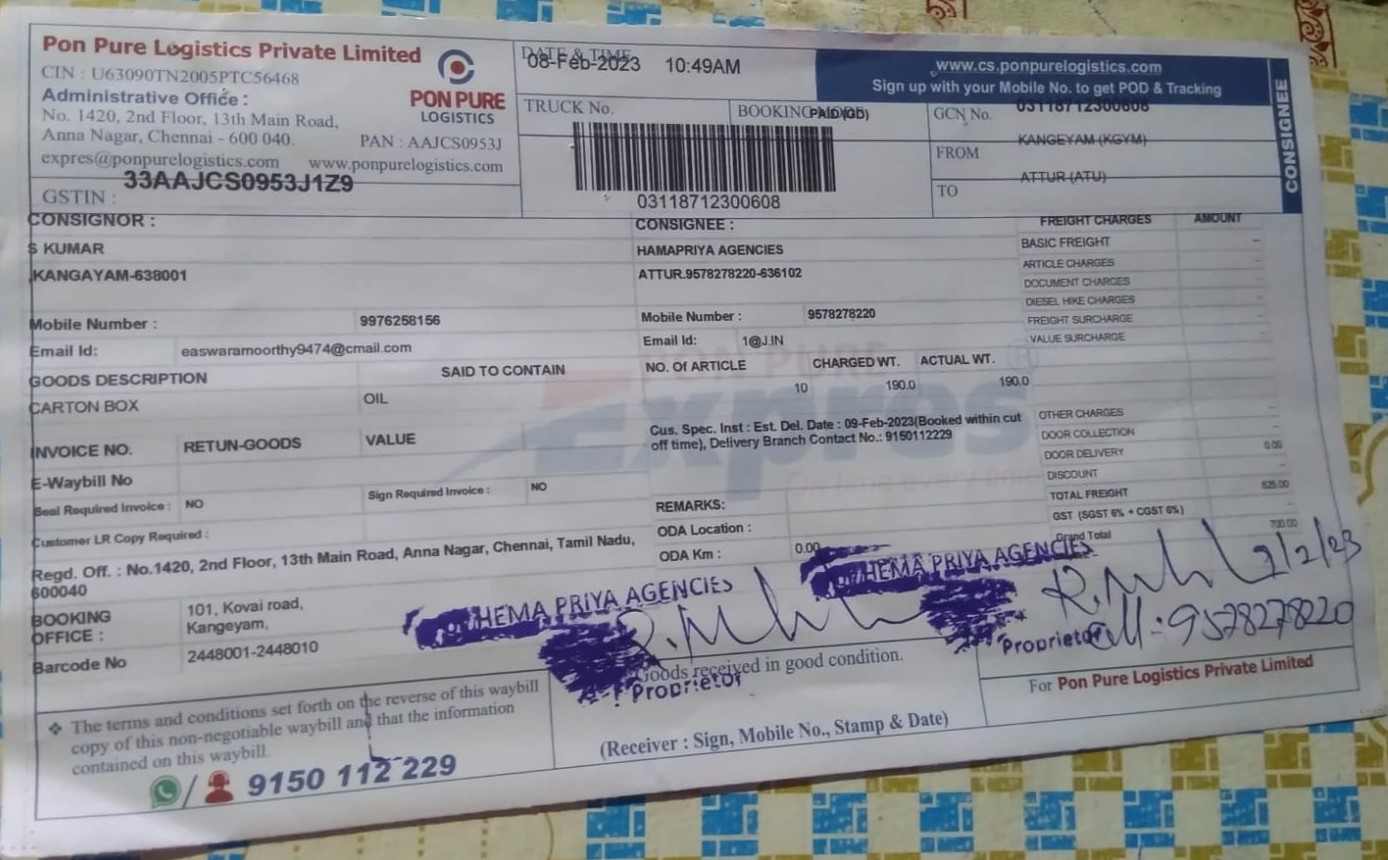 Pon Pure Logistics Private Limited
CIN : U63090TN2005PTC56468
Administrative Office :
No. 1420, 2nd Floor, 13th Main Road,
Anna Nagar, Chennai - 600 040.
PAN : AAJCS0953J
expres@ponpurelogistics.com www.ponpurelogistics.com
GSTIN : 33AAJCS0953J1Z9
PON PURE
LOGISTICS
DATE & TIME
08-Feb-2023 10:49AM
TRUCK No.
BOOKING
PAID
03118712300608
www.cs.ponpurelogistics.com
Sign up with your Mobile No. to get POD & Tracking
GCN No. 03118712300608
FROM KANGEYAM (KGYM)
TO ATTUR (ATU)
CONSIGNEE
CONSIGNOR :
S KUMAR
KANGAYAM-638001
Mobile Number : 9976258156
Email Id: easwaramoorthy9474@cmail.com
CONSIGNEE :
HAMAPRIYA AGENCIES
ATTUR.9578278220-636102
Mobile Number : 9578278220
Email Id: 1@J.IN
FREIGHT CHARGES AMOUNT
BASIC FREIGHT -
ARTICLE CHARGES -
DOCUMENT CHARGES -
DIESEL HIKE CHARGES -
FREIGHT SURCHARGE -
VALUE SURCHARGE -
OTHER CHARGES -
DOOR COLLECTION -
DOOR DELIVERY 0.00
DISCOUNT -
TOTAL FREIGHT 625.00
GST (SGST 6% + CGST 6%) -
Grand Total 700.00
GOODS DESCRIPTION SAID TO CONTAIN
CARTON BOX OIL
NO. OF ARTICLE CHARGED WT. ACTUAL WT.
10 190.0 190.0
PON PURE
Expres
INVOICE NO. RETUN-GOODS VALUE
E-Waybill No
Seal Required Invoice : NO Sign Required Invoice : NO
Customer LR Copy Required :
Cus. Spec. Inst : Est. Del. Date : 09-Feb-2023(Booked within cut
off time), Delivery Branch Contact No.: 9150112229
REMARKS:
ODA Location :
ODA Km : 0.00
Regd. Off. : No.1420, 2nd Floor, 13th Main Road, Anna Nagar, Chennai, Tamil Nadu,
600040
BOOKING
OFFICE :
101, Kovai road,
Kangeyam,
Barcode No 2448001-2448010
HEMA PRIYA AGENCIES
Proprietor
HEMA PRIYA AGENCIES
Proprietor
7/2/23
9578278220
Goods received in good condition.
(Receiver : Sign, Mobile No., Stamp & Date)
For Pon Pure Logistics Private Limited
❖ The terms and conditions set forth on the reverse of this waybill
copy of this non-negotiable waybill and that the information
contained on this waybill.
/ 9150 112 229